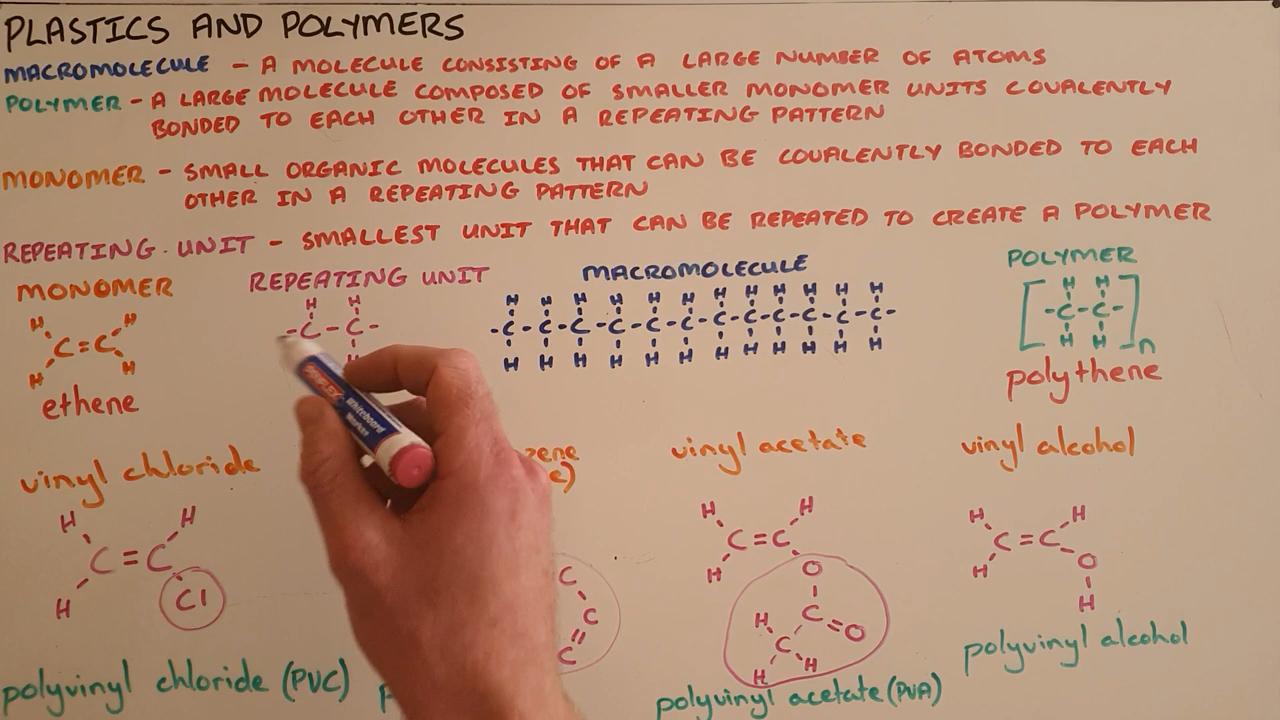 PLASTICS AND POLYMERS
MACROMOLECULE - A MOLECULE CONSISTING OF A LARGE NUMBER OF ATOMS
POLYMER - A LARGE MOLECULE COMPOSED OF SMALLER MONOMER UNITS COVALENTLY
BONDED TO EACH OTHER IN A REPEATING PATTERN
MONOMER - SMALL ORGANIC MOLECULES THAT CAN BE COVALENTLY BONDED TO EACH
OTHER IN A REPEATING PATTERN
REPEATING UNIT - SMALLEST UNIT THAT CAN BE REPEATED TO CREATE A POLYMER
MONOMER
H H
C=C
H H
ethene
REPEATING UNIT
H H
-C-C-
H
MACROMOLECULE
H H H H H H H H H H H
-C-C-C-C-C-C-C-C-C-C-C-
H H H H H H H H H H H
POLYMER
H H
[-C-C-]n
H H
polythene
vinyl chloride
H H
C=C
H Cl
polyvinyl chloride (PVC)
C
C
C
vinyl acetate
H H
C=C
H O
C=O
H C
H H
polyvinyl acetate (PVA)
vinyl alcohol
H H
C=C
H O
H
polyvinyl alcohol
Whiteboard
Marker